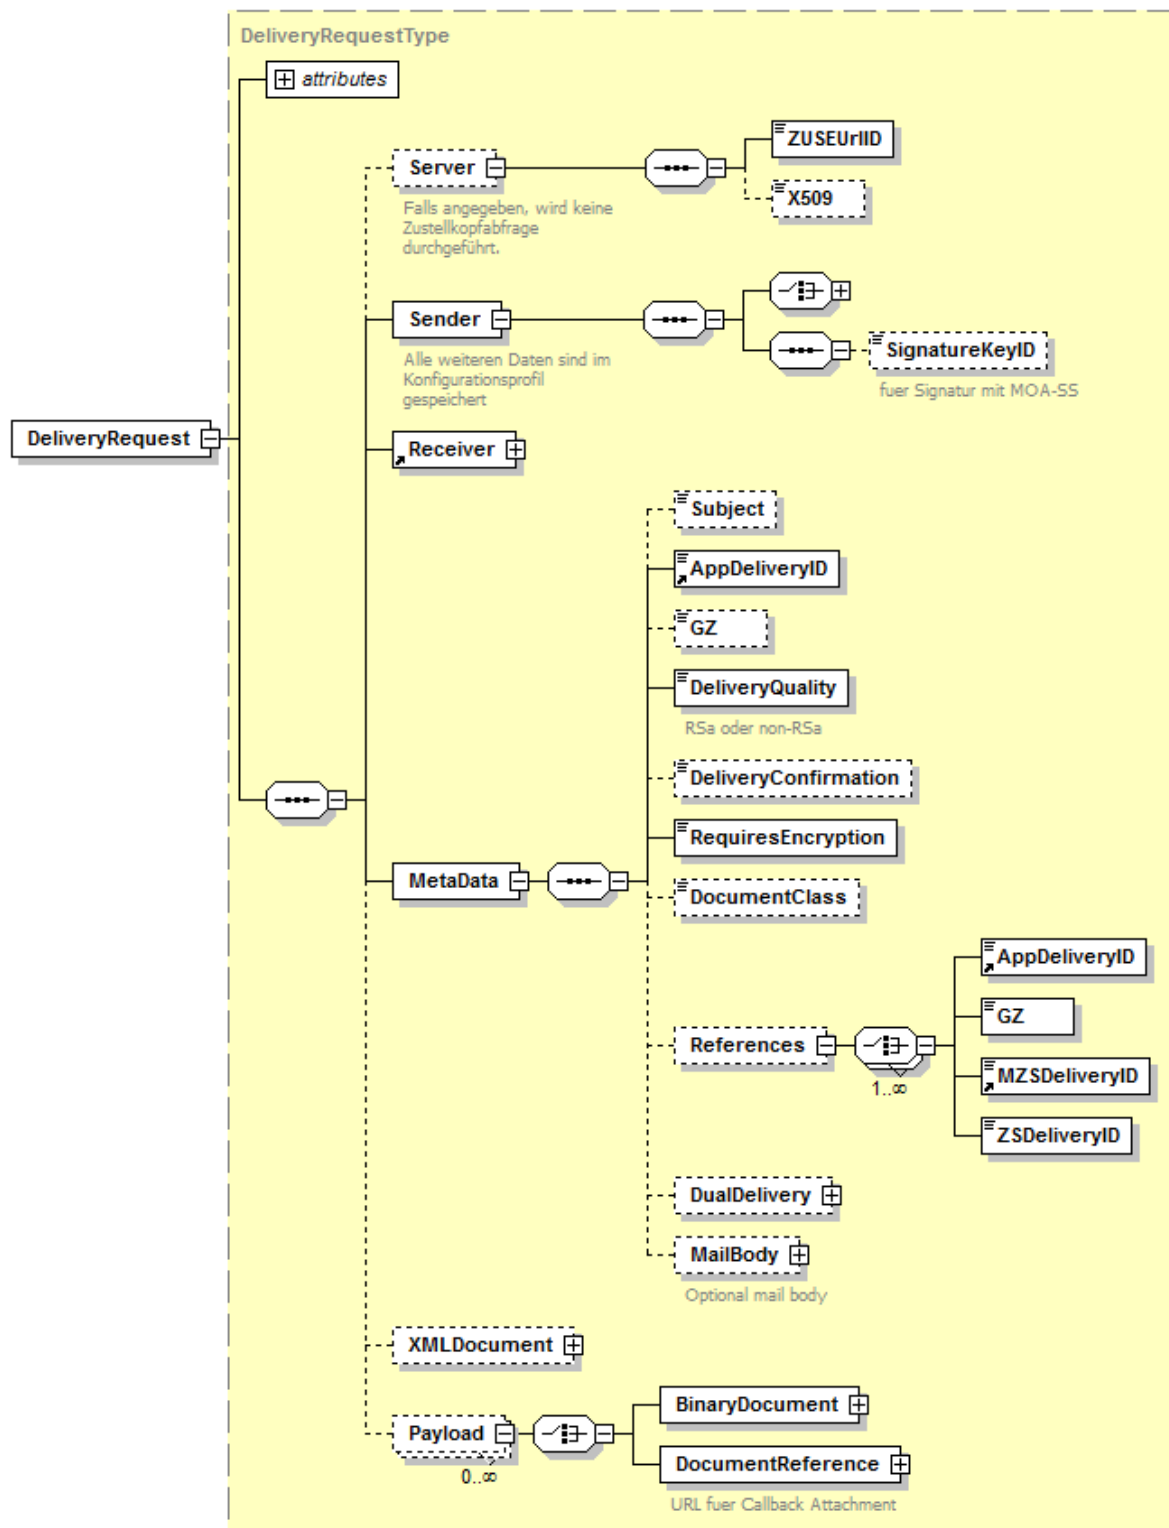 DeliveryRequestType
attributes
Server
Falls angegeben, wird keine
Zustellkopfabfrage
durchgeführt.
ZUSEUrlID
X509
Sender
Alle weiteren Daten sind im
Konfigurationsprofil
gespeichert
SignatureKeyID
fuer Signatur mit MOA-SS
DeliveryRequest
Receiver
Subject
AppDeliveryID
GZ
DeliveryQuality
RSa oder non-RSa
DeliveryConfirmation
RequiresEncryption
MetaData
DocumentClass
AppDeliveryID
GZ
References
1..∞
MZSDeliveryID
ZSDeliveryID
DualDelivery
MailBody
Optional mail body
XMLDocument
Payload
0..∞
BinaryDocument
DocumentReference
URL fuer Callback Attachment